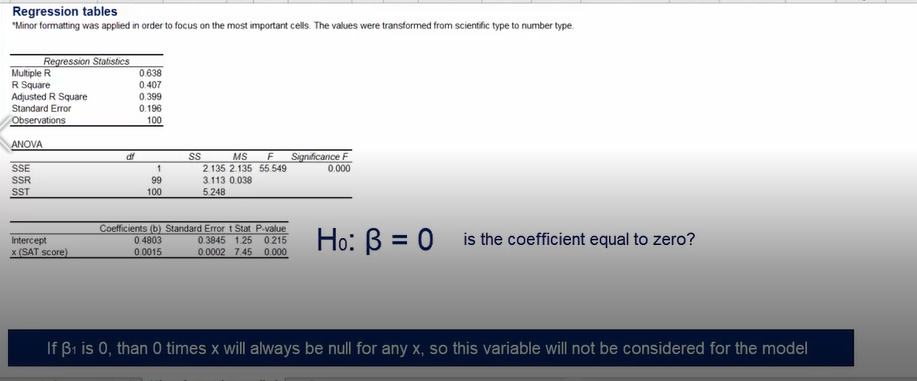 Regression tables
*Minor formatting was applied in order to focus on the most important cells. The values were transformed from scientific type to number type.
Regression Statistics
Multiple R 0.638
R Square 0.407
Adjusted R Square 0.399
Standard Error 0.196
Observations 100
ANOVA
df SS MS F Significance F
SSE 1 2.135 2.135 55.549 0.000
SSR 99 3.113 0.038
SST 100 5.248
Coefficients (b) Standard Error t Stat P-value
Intercept 0.4803 0.3845 1.25 0.215
x (SAT score) 0.0015 0.0002 7.45 0.000
H₀: β = 0 is the coefficient equal to zero?
If β₁ is 0, than 0 times x will always be null for any x, so this variable will not be considered for the model